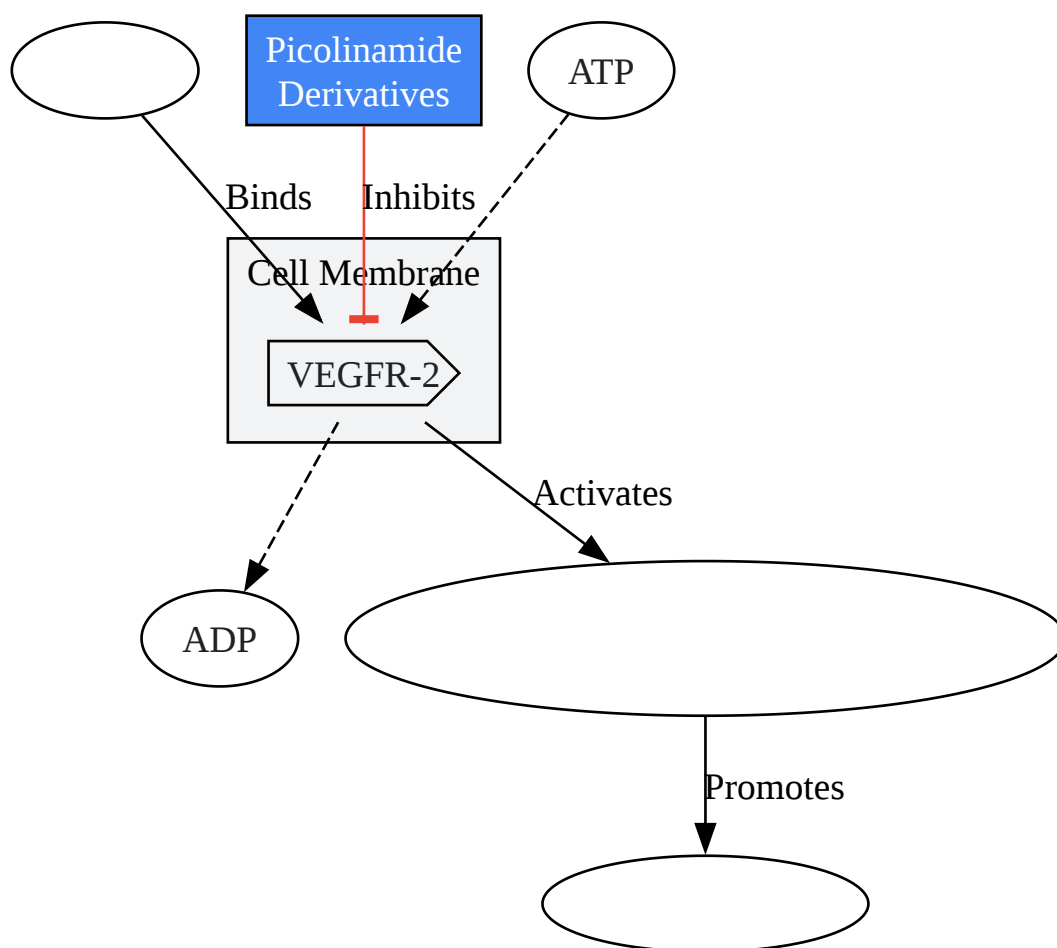 Picolinamide
Derivatives
ATP
Binds
Inhibits
Cell Membrane
VEGFR-2
Activates
ADP
Promotes